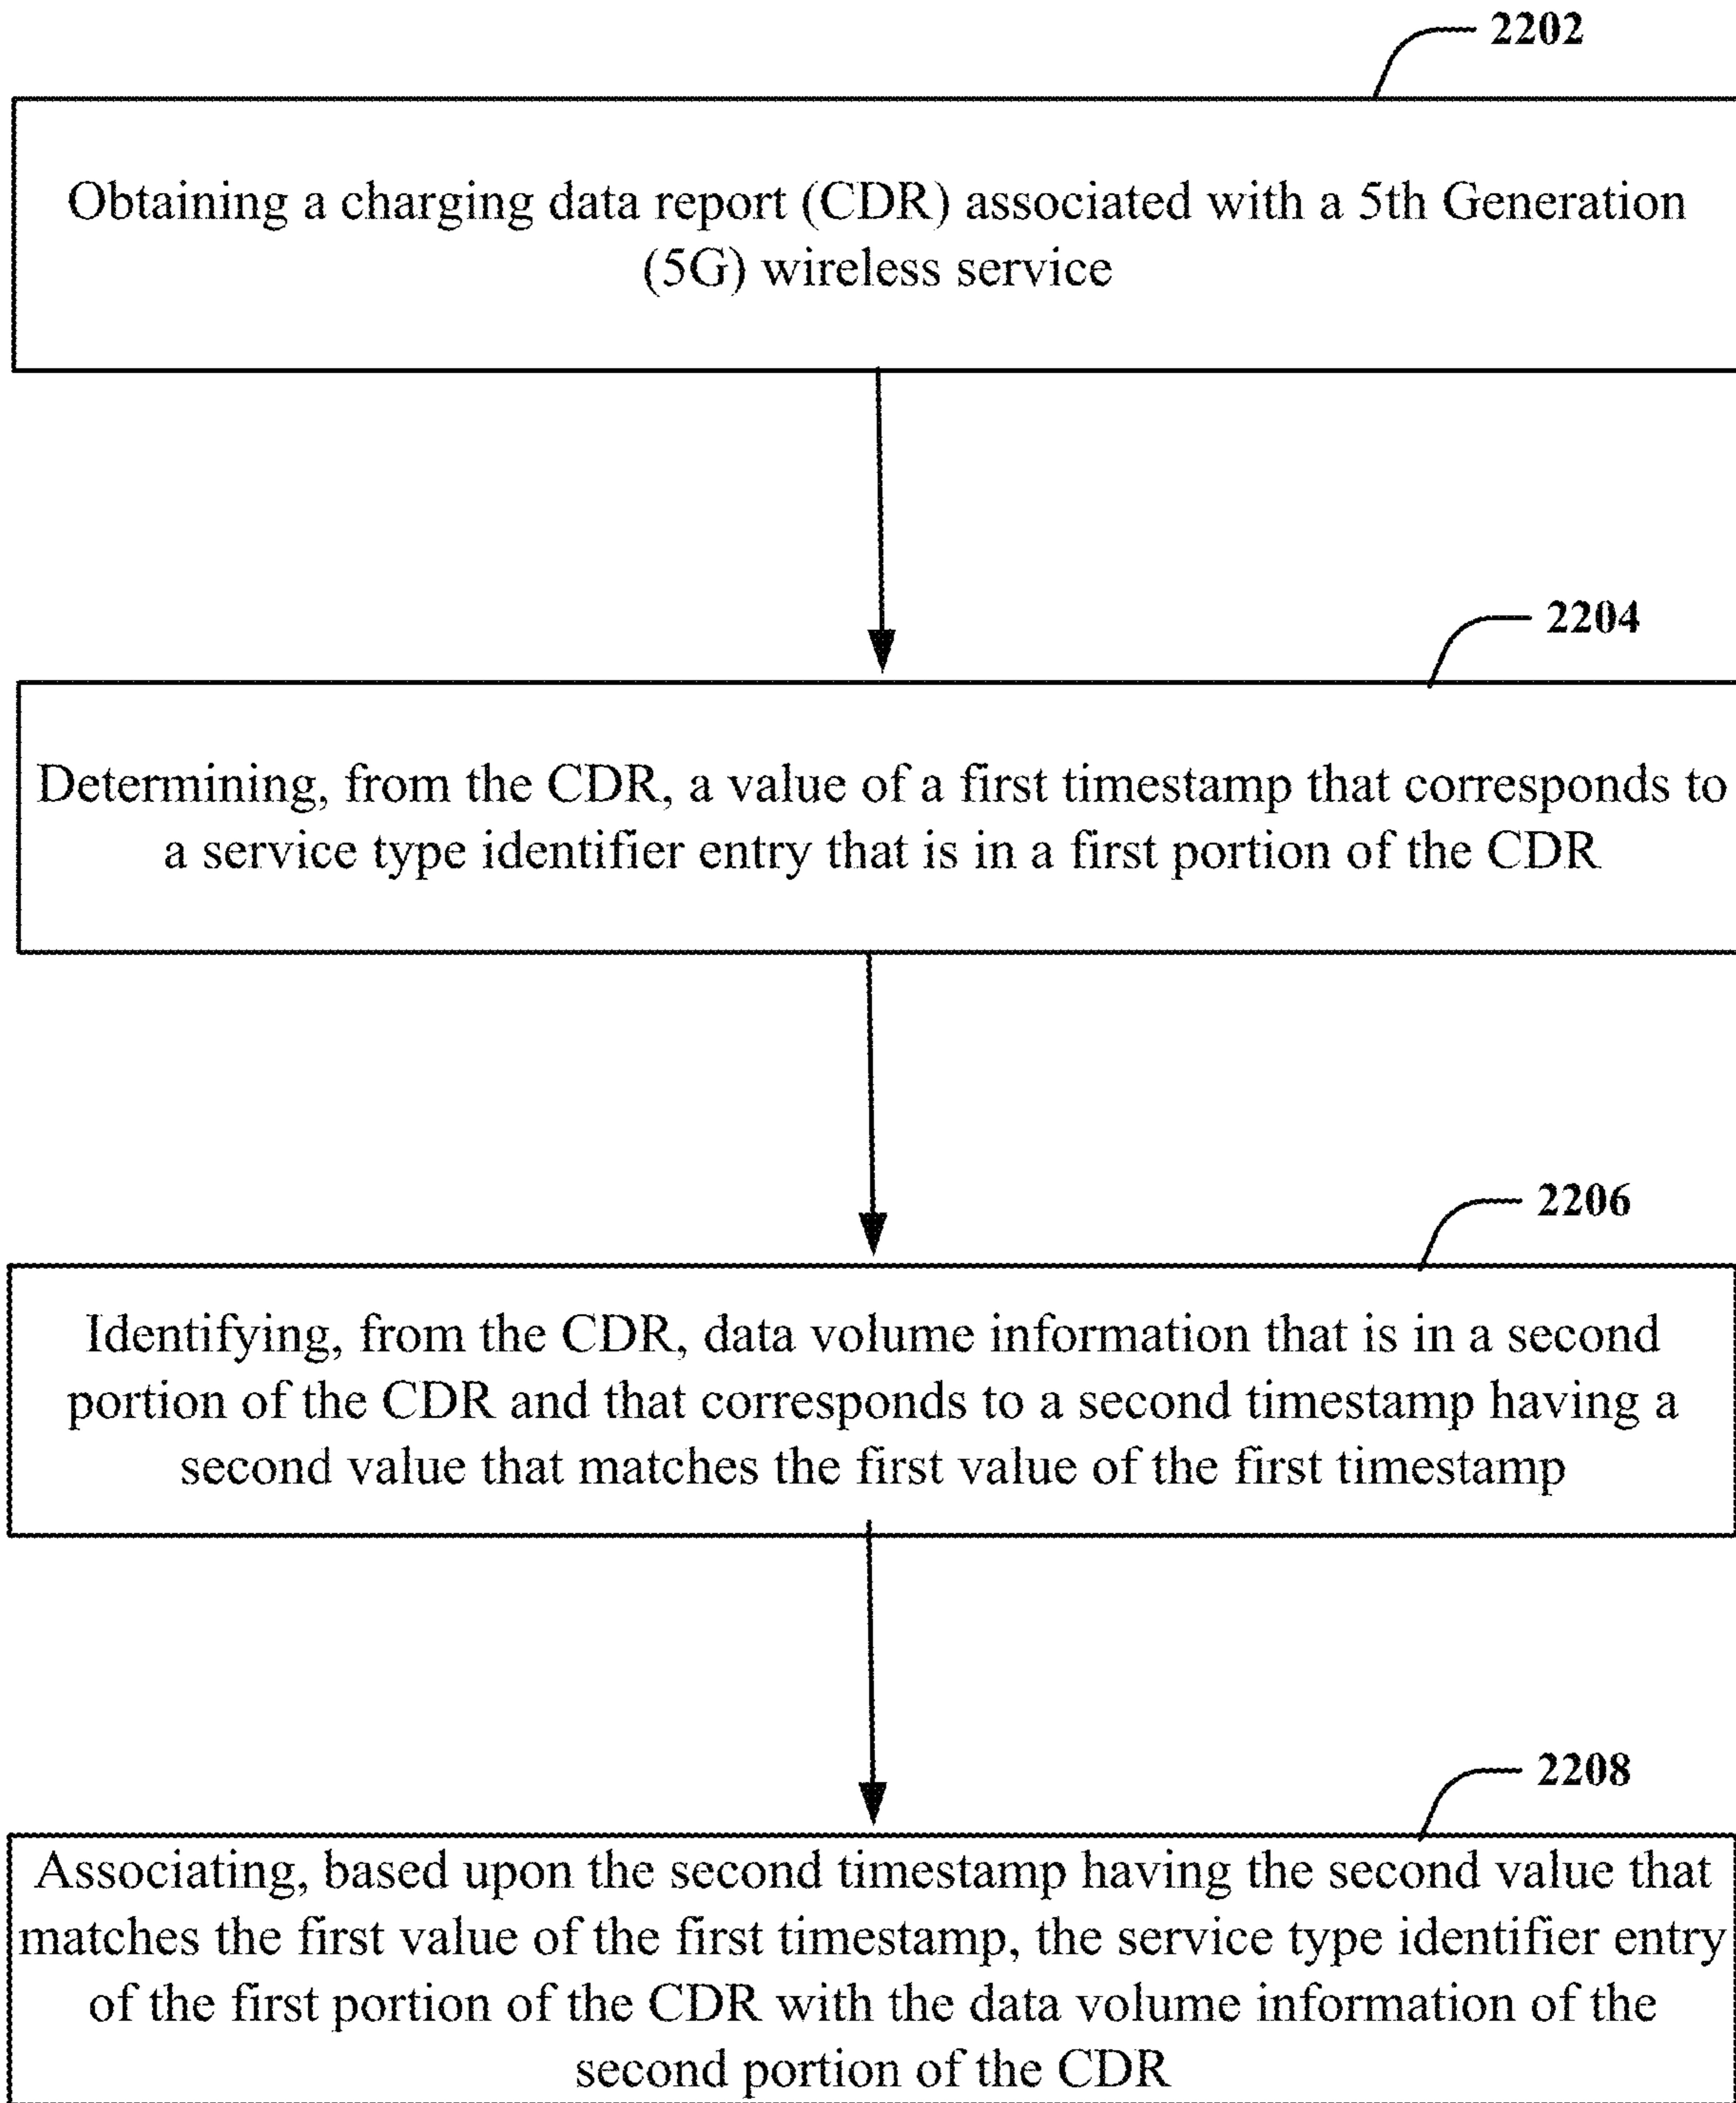 2202
Obtaining a charging data report (CDR) associated with a 5th Generation
(5G) wireless service
2204
Determining, from the CDR, a value of a first timestamp that corresponds to
a service type identifier entry that is in a first portion of the CDR
2206
Identifying, from the CDR, data volume information that is in a second
portion of the CDR and that corresponds to a second timestamp having a
second value that matches the first value of the first timestamp
2208
Associating, based upon the second timestamp having the second value that
matches the first value of the first timestamp, the service type identifier entry
of the first portion of the CDR with the data volume information of the
second portion of the CDR